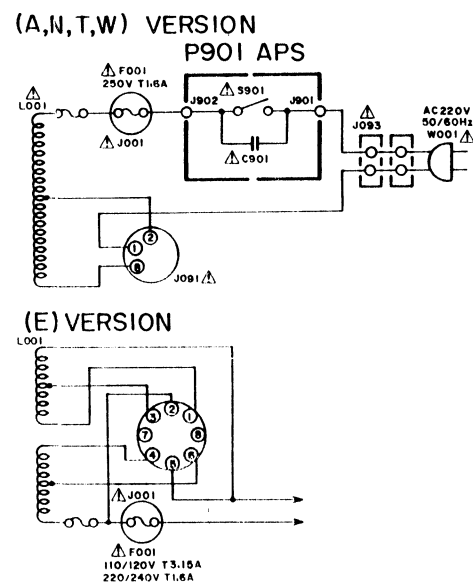 (A,N,T,W) VERSION
P901 APS
F001
250V T1.6A
L001
J001
J902
S901
J901
C901
J093
AC220V
50/60Hz
W001
2
1
8
J091
(E) VERSION
L001
3
2
1
7
8
4
5
6
J001
F001
110/120V T3.15A
220/240V T1.6A